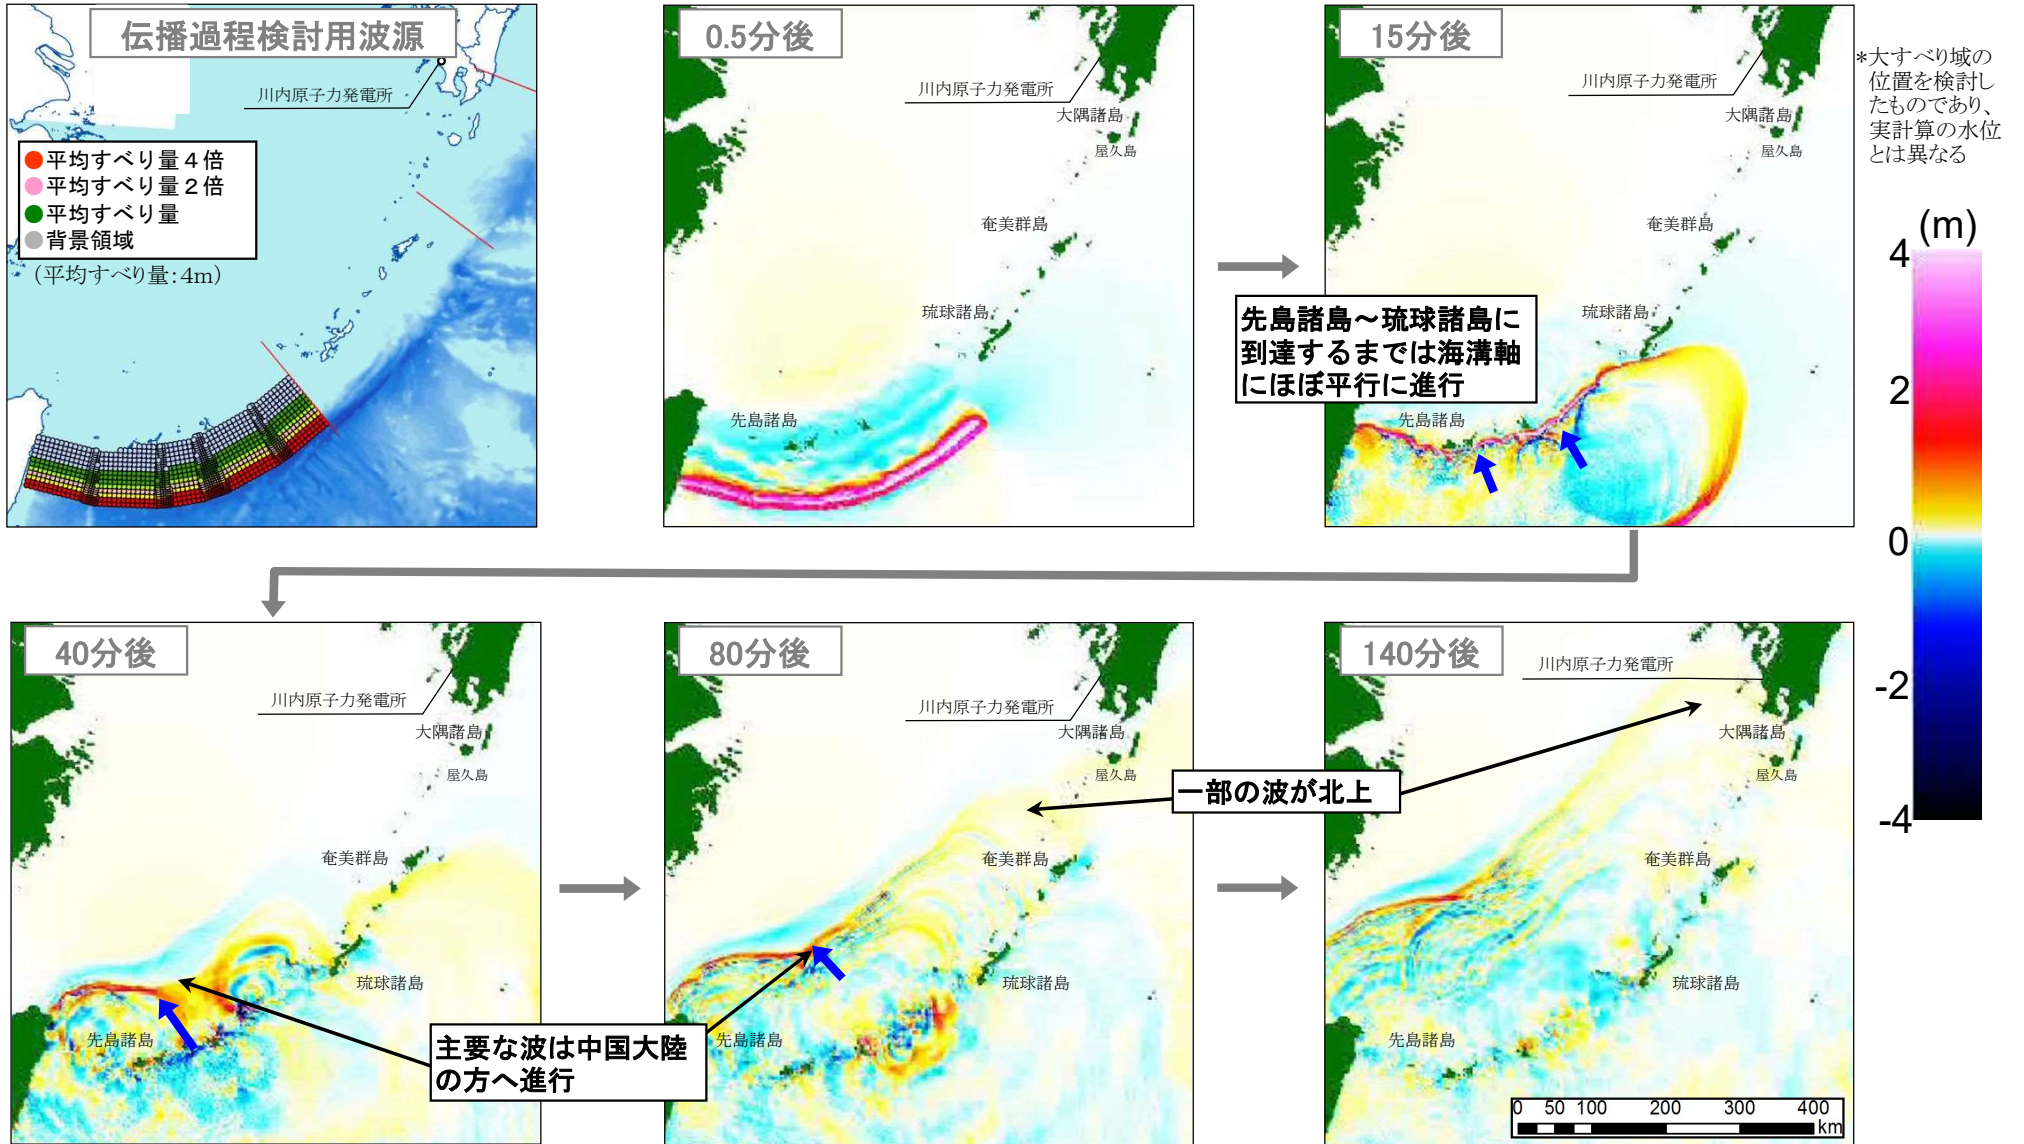 伝播過程検討用波源
川内原子力発電所
●平均すべり量４倍
●平均すべり量２倍
●平均すべり量
●背景領域
（平均すべり量：4m）
0.5分後
川内原子力発電所
大隅諸島
屋久島
奄美群島
琉球諸島
先島諸島
15分後
川内原子力発電所
大隅諸島
屋久島
奄美群島
琉球諸島
先島諸島
先島諸島～琉球諸島に
到達するまでは海溝軸
にほぼ平行に進行
*大すべり域の
位置を検討し
たものであり、
実計算の水位
とは異なる
(m)
4
2
0
-2
-4
40分後
川内原子力発電所
大隅諸島
屋久島
奄美群島
琉球諸島
先島諸島
主要な波は中国大陸
の方へ進行
80分後
川内原子力発電所
大隅諸島
屋久島
奄美群島
琉球諸島
先島諸島
一部の波が北上
140分後
川内原子力発電所
大隅諸島
屋久島
奄美群島
琉球諸島
先島諸島
0 50 100 200 300 400
km